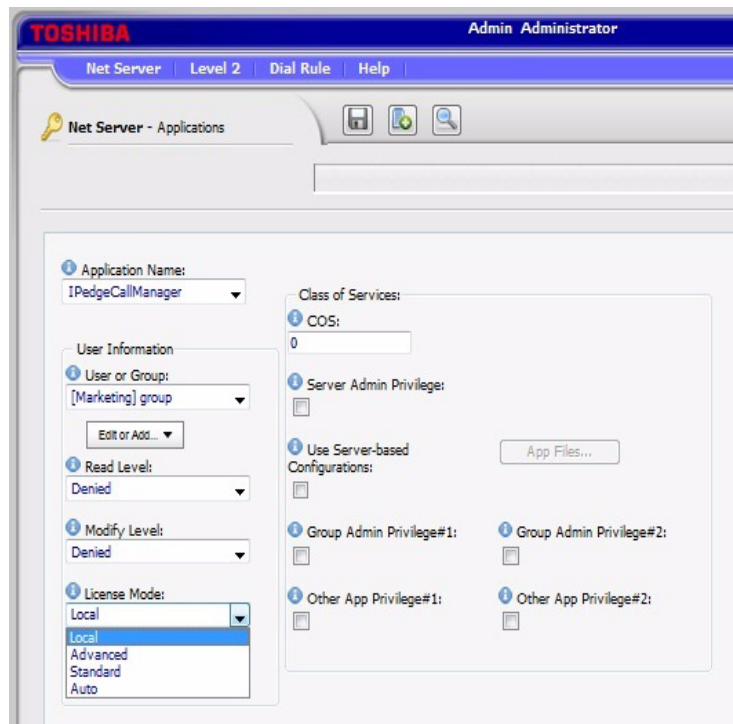 TOSHIBA
Admin Administrator
Net Server | Level 2 | Dial Rule | Help
Net Server - Applications
Application Name:
IPedgeCallManager
User Information
User or Group:
[Marketing] group
Edit or Add...
Read Level:
Denied
Modify Level:
Denied
License Mode:
Local
Local
Advanced
Standard
Auto
Class of Services:
COS:
0
Server Admin Privilege:
Use Server-based
Configurations:
App Files...
Group Admin Privilege#1:
Group Admin Privilege#2:
Other App Privilege#1:
Other App Privilege#2: